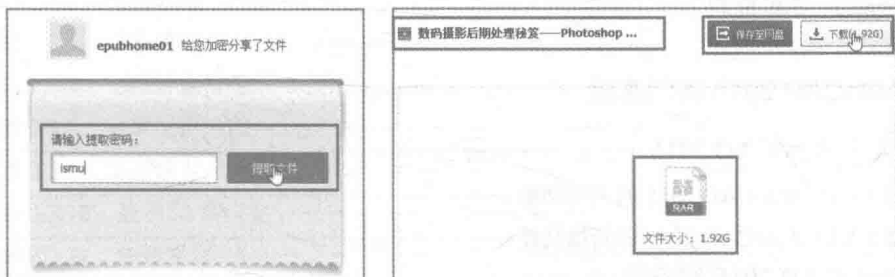 epubhome01 给您加密分享了文件
请输入提取密码：
ismu
提取文件
数码摄影后期处理秘笈——Photoshop ...
保存至网盘
下载(1.92G)
RAR
文件大小：1.92G